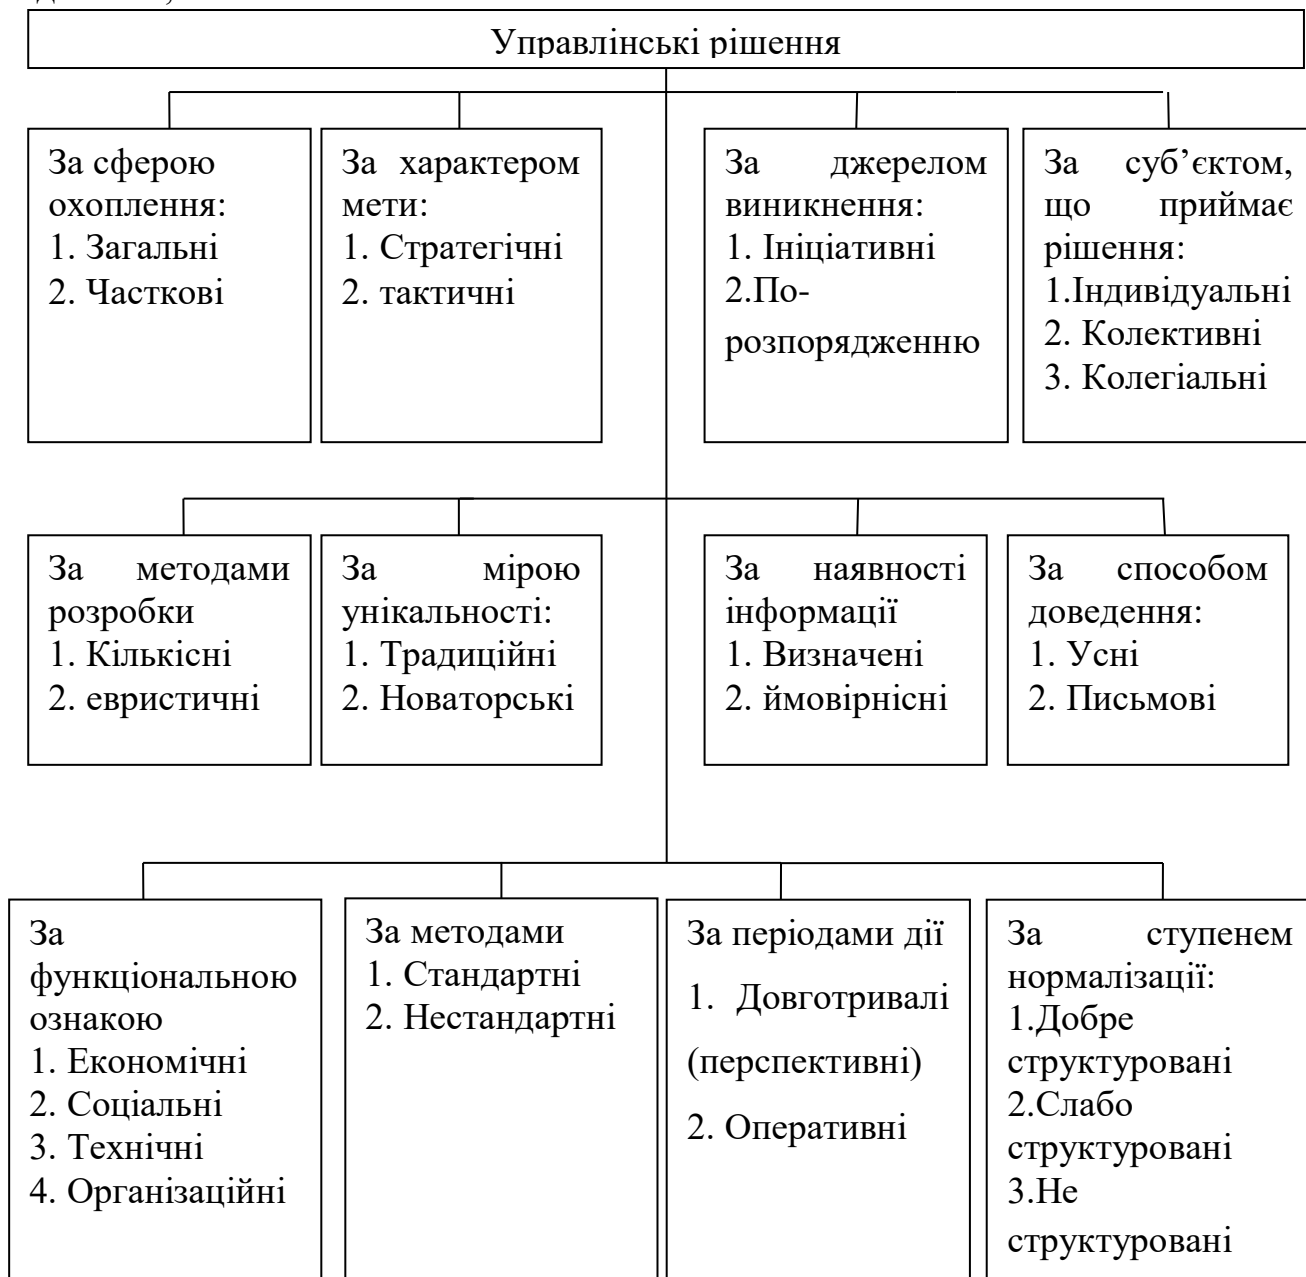 Управлінські рішення
За сферою
охоплення:
1. Загальні
2. Часткові
За характером
мети:
1. Стратегічні
2. тактичні
За джерелом
виникнення:
1. Ініціативні
2.По-
розпорядженню
За суб’єктом,
що приймає
рішення:
1.Індивідуальні
2. Колективні
3. Колегіальні
За методами
розробки
1. Кількісні
2. евристичні
За мірою
унікальності:
1. Традиційні
2. Новаторські
За наявності
інформації
1. Визначені
2. ймовірнісні
За способом
доведення:
1. Усні
2. Письмові
За
функціональною
ознакою
1. Економічні
2. Соціальні
3. Технічні
4. Організаційні
За методами
1. Стандартні
2. Нестандартні
За періодами дії
1. Довготривалі
(перспективні)
2. Оперативні
За ступенем
нормалізації:
1.Добре
структуровані
2.Слабо
структуровані
3.Не
структуровані